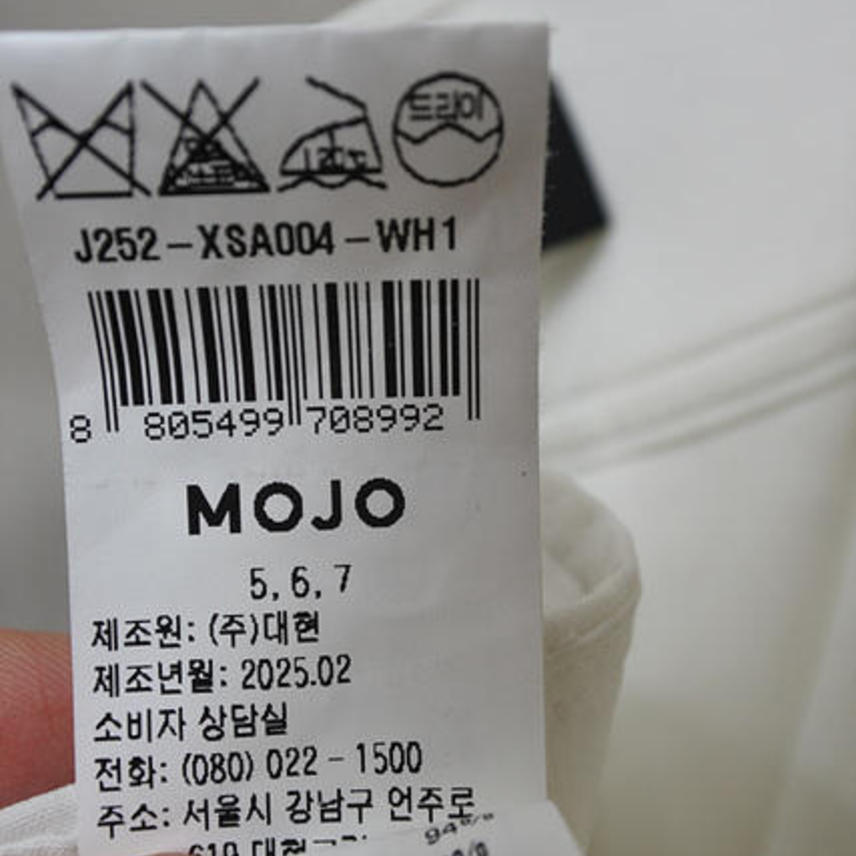 드라이
J252-XSA004-WH1
8 805499 708992
MOJO
5, 6, 7
제조원: (주)대현
제조년월: 2025.02
소비자 상담실
전화: (080) 022 - 1500
주소: 서울시 강남구 언주로